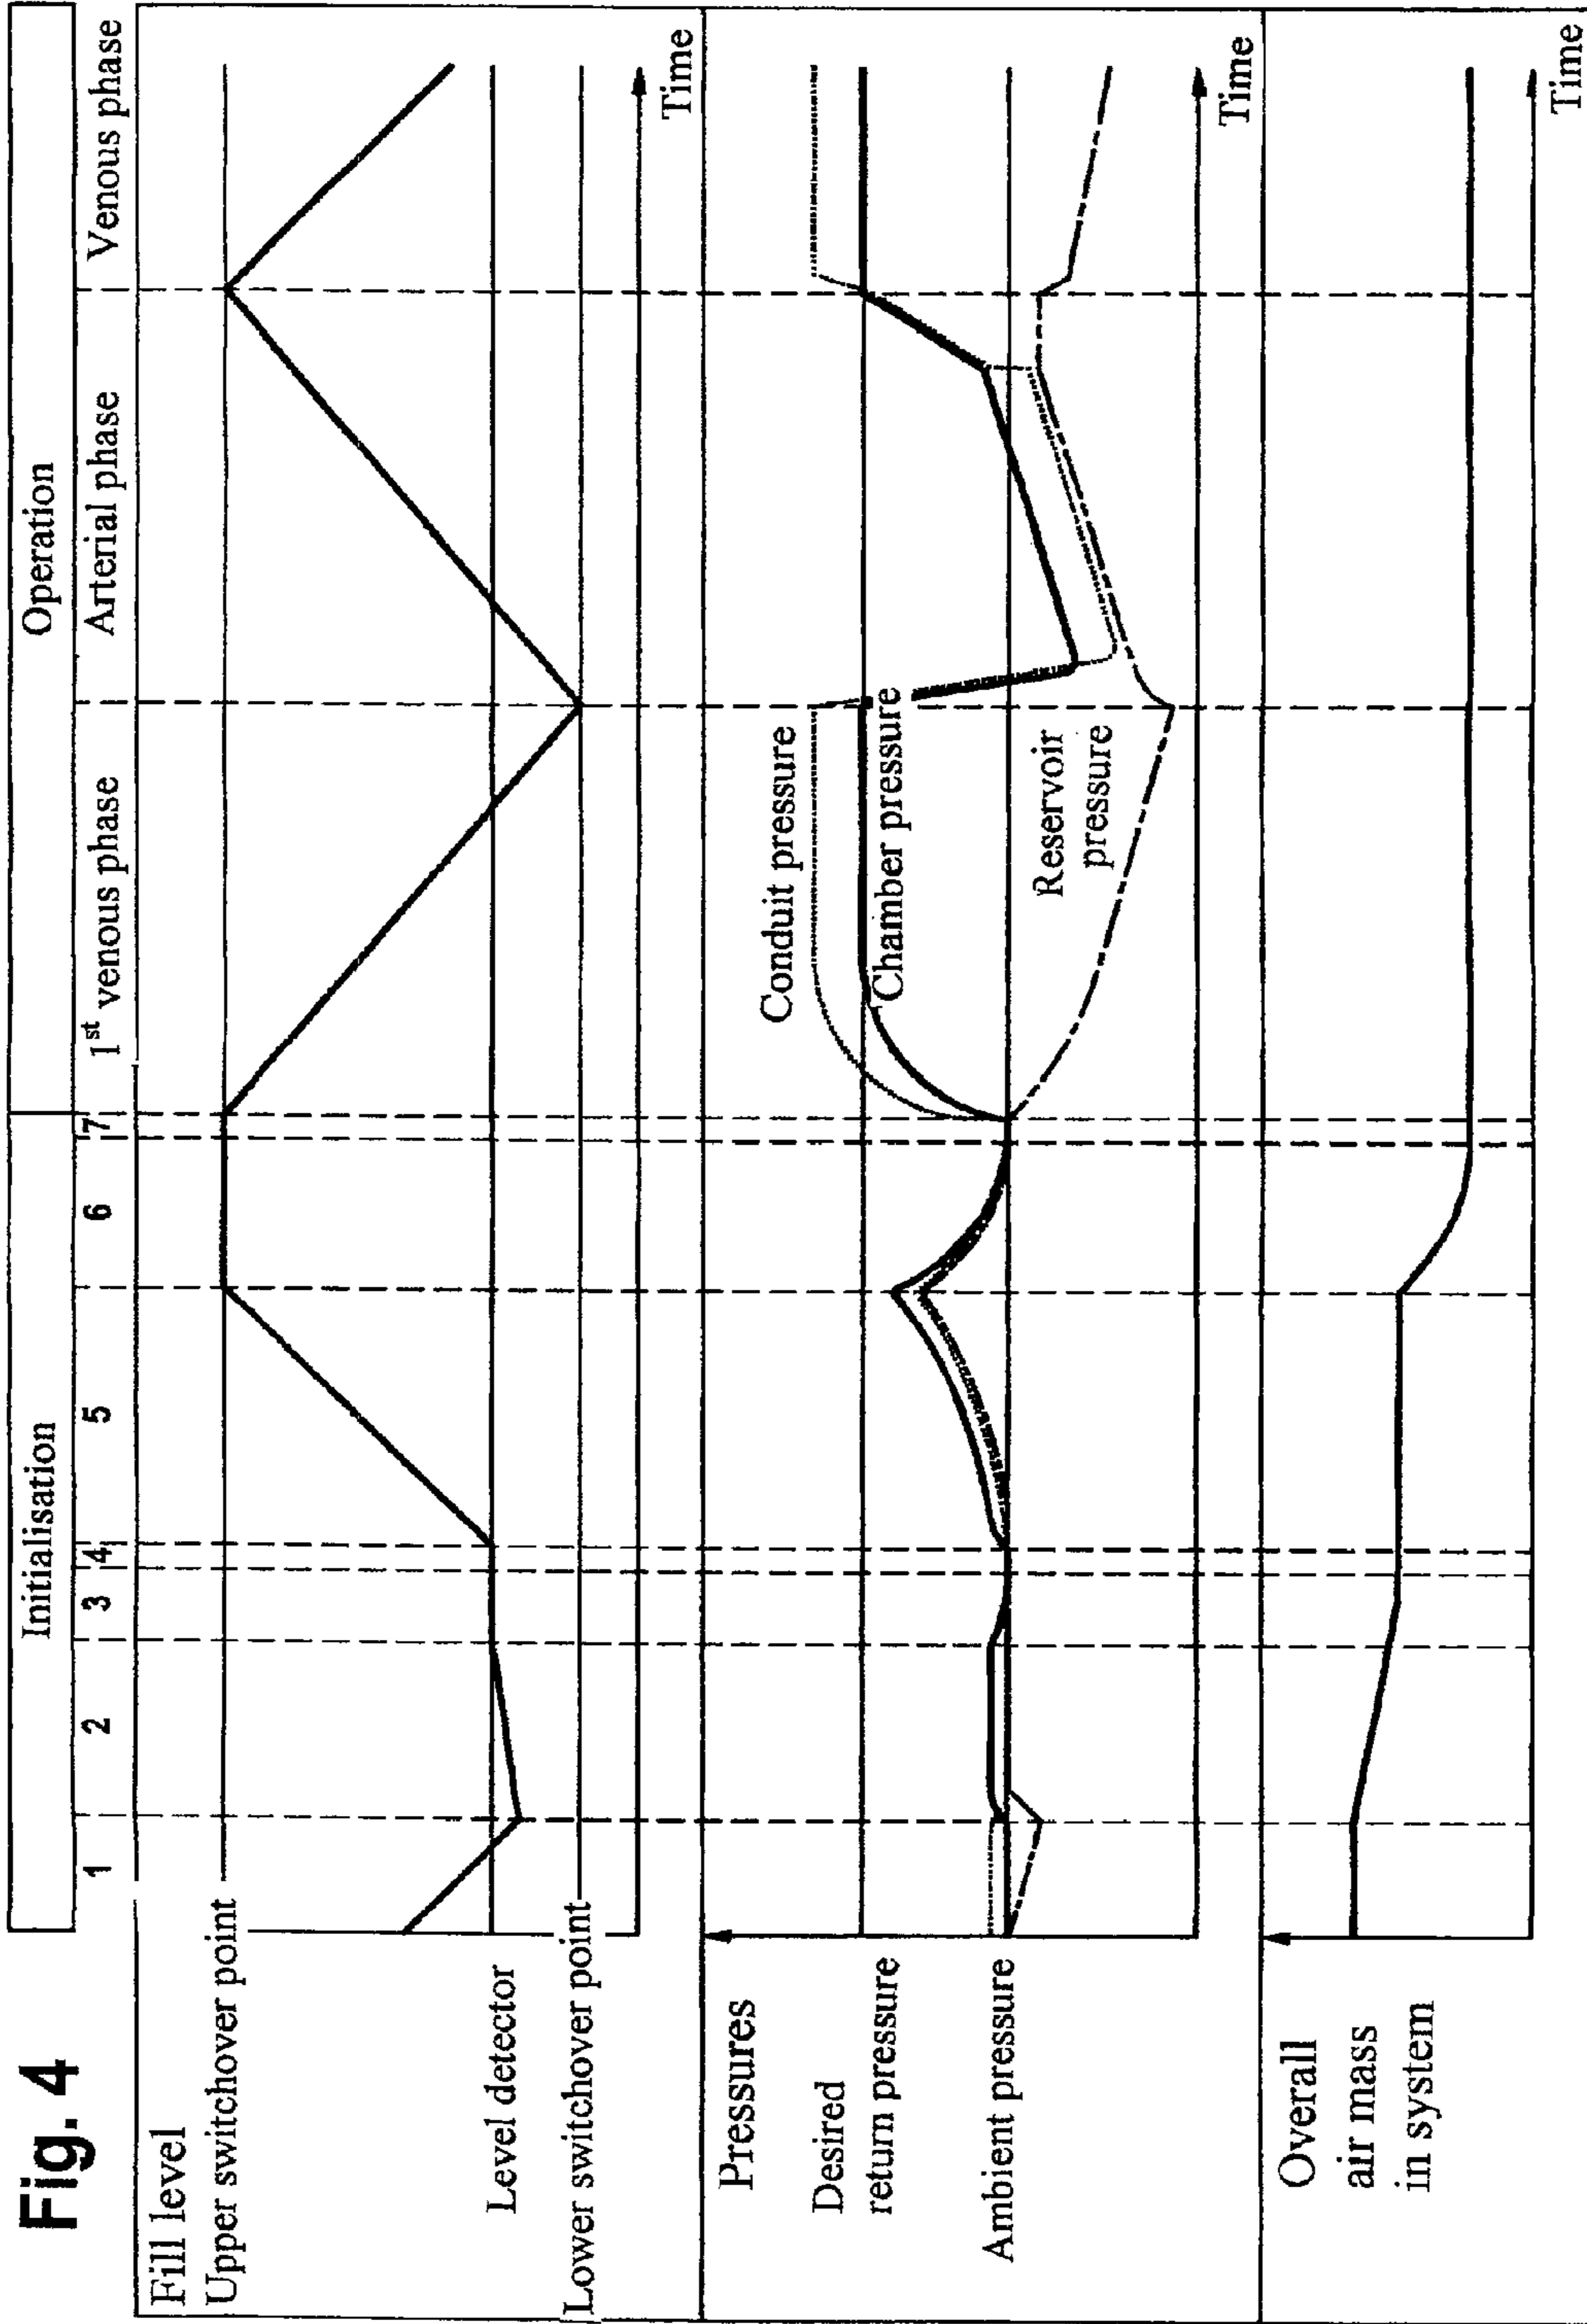 Fig. 4
Initialisation
Operation
1
2
3
4
5
6
7
1st venous phase
Arterial phase
Venous phase
Fill level
Upper switchover point
Level detector
Lower switchover point
Time
Pressures
Desired
return pressure
Ambient pressure
Conduit pressure
Chamber pressure
Reservoir
pressure
Time
Overall
air mass
in system
Time